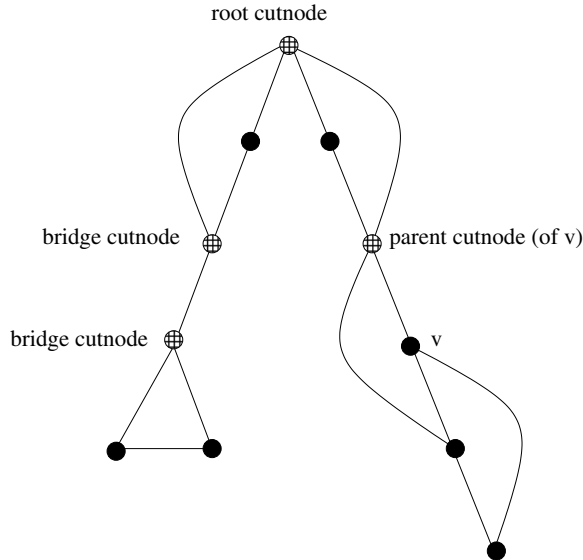 root cutnode
bridge cutnode
parent cutnode (of v)
bridge cutnode
v